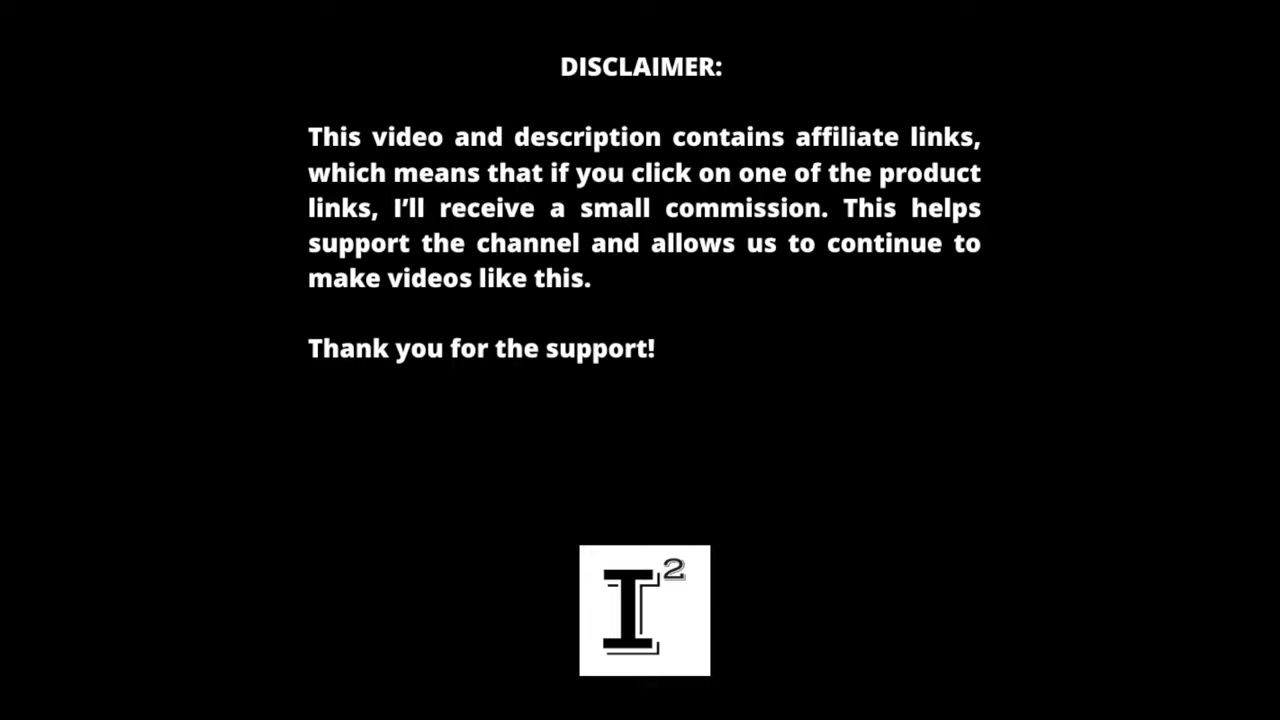 DISCLAIMER:
This video and description contains affiliate links,
which means that if you click on one of the product
links, I’ll receive a small commission. This helps
support the channel and allows us to continue to
make videos like this.
Thank you for the support!
I²